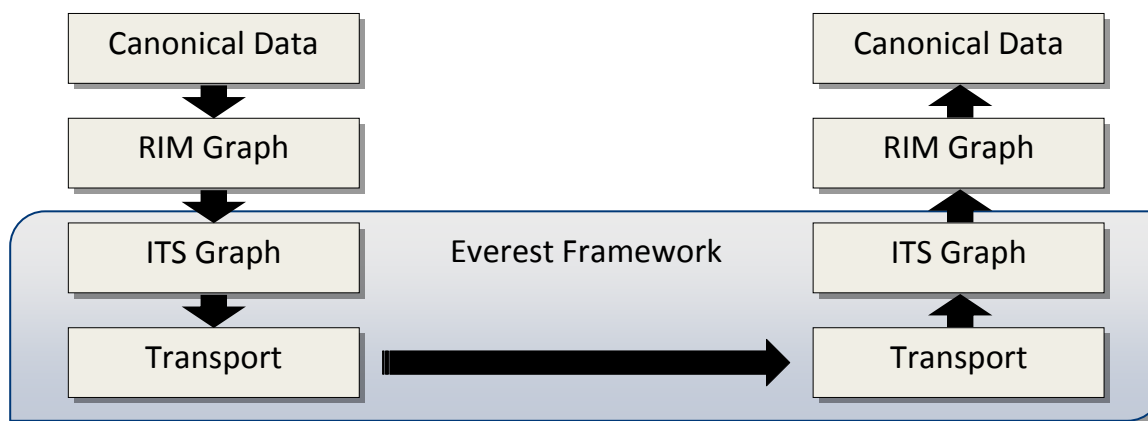 Canonical Data
RIM Graph
ITS Graph
Transport
Everest Framework
Canonical Data
RIM Graph
ITS Graph
Transport